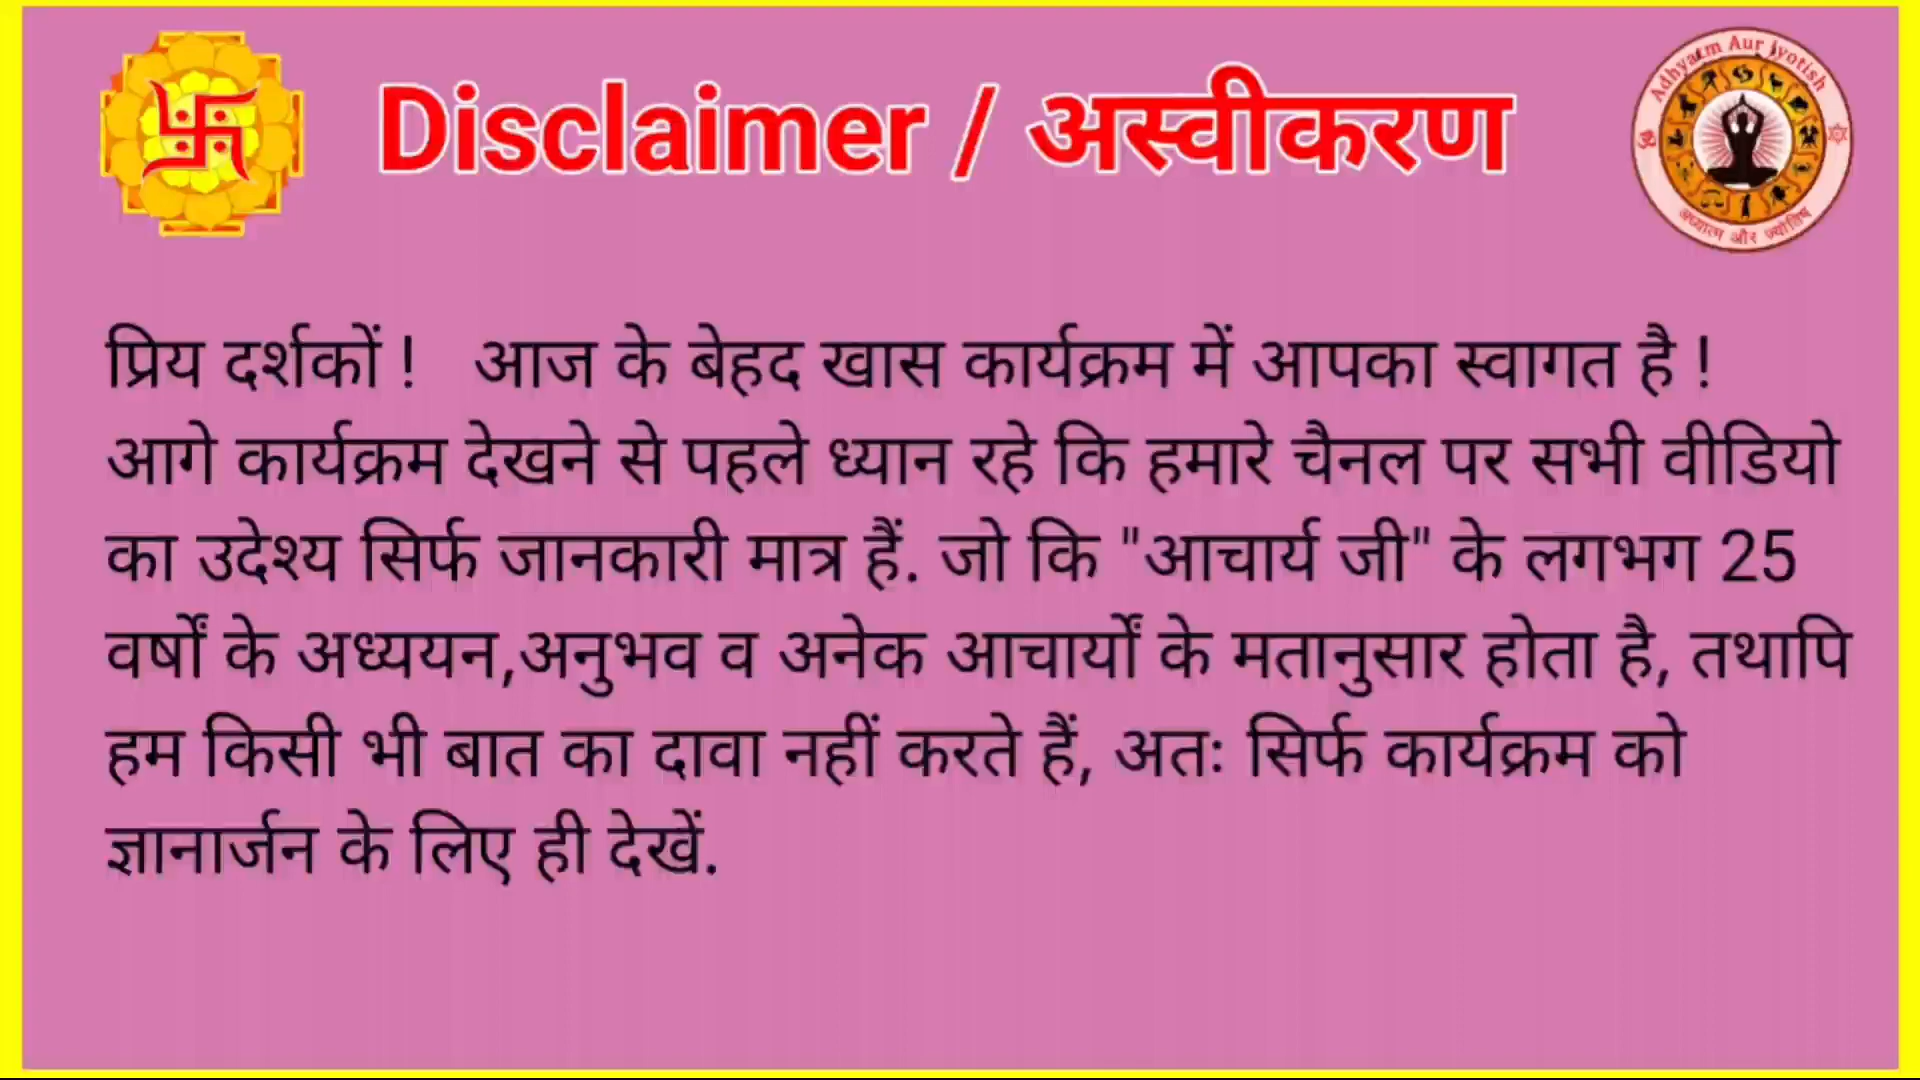 Disclaimer / अस्वीकरण
Adhyatm Aur Jyotish
ॐ
अध्यात्म और ज्योतिष
प्रिय दर्शकों ! आज के बेहद खास कार्यक्रम में आपका स्वागत है !
आगे कार्यक्रम देखने से पहले ध्यान रहे कि हमारे चैनल पर सभी वीडियो
का उदेश्य सिर्फ जानकारी मात्र हैं. जो कि "आचार्य जी" के लगभग 25
वर्षों के अध्ययन,अनुभव व अनेक आचार्यों के मतानुसार होता है, तथापि
हम किसी भी बात का दावा नहीं करते हैं, अतः सिर्फ कार्यक्रम को
ज्ञानार्जन के लिए ही देखें.